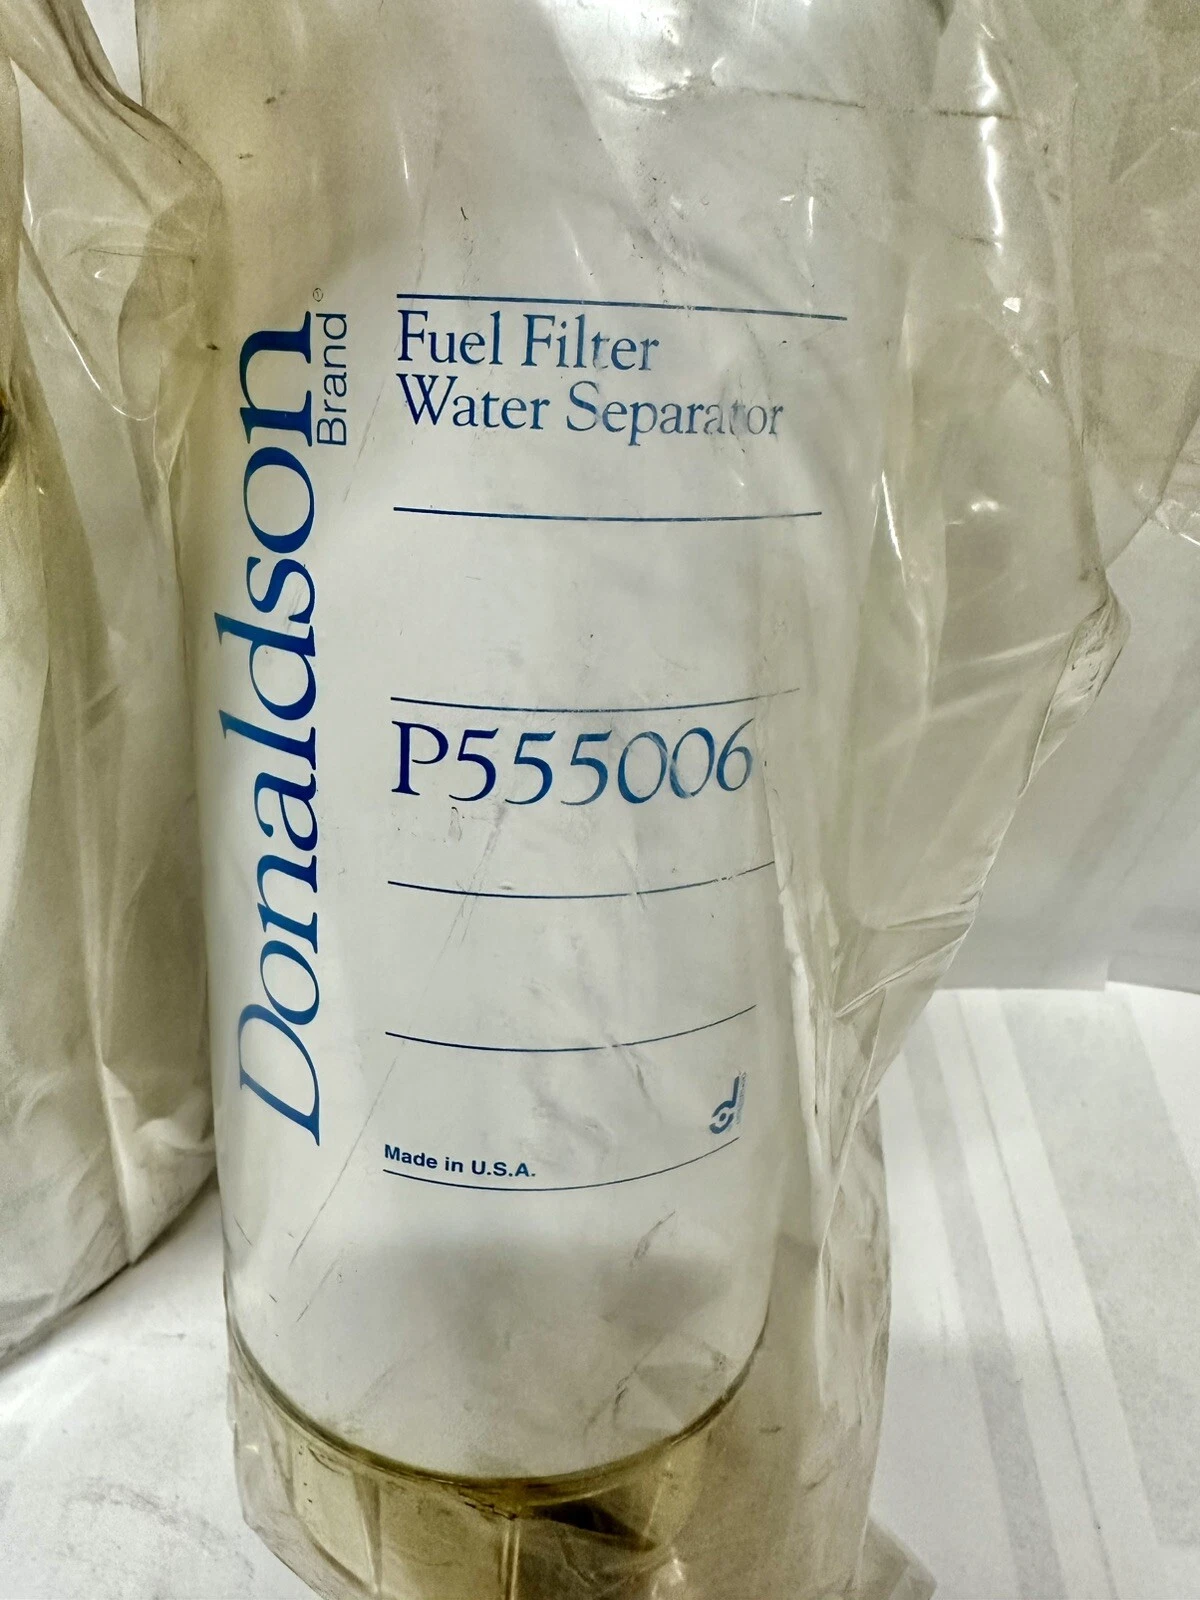 Donaldson®
Brand
Fuel Filter
Water Separator
P555006
Made in U.S.A.